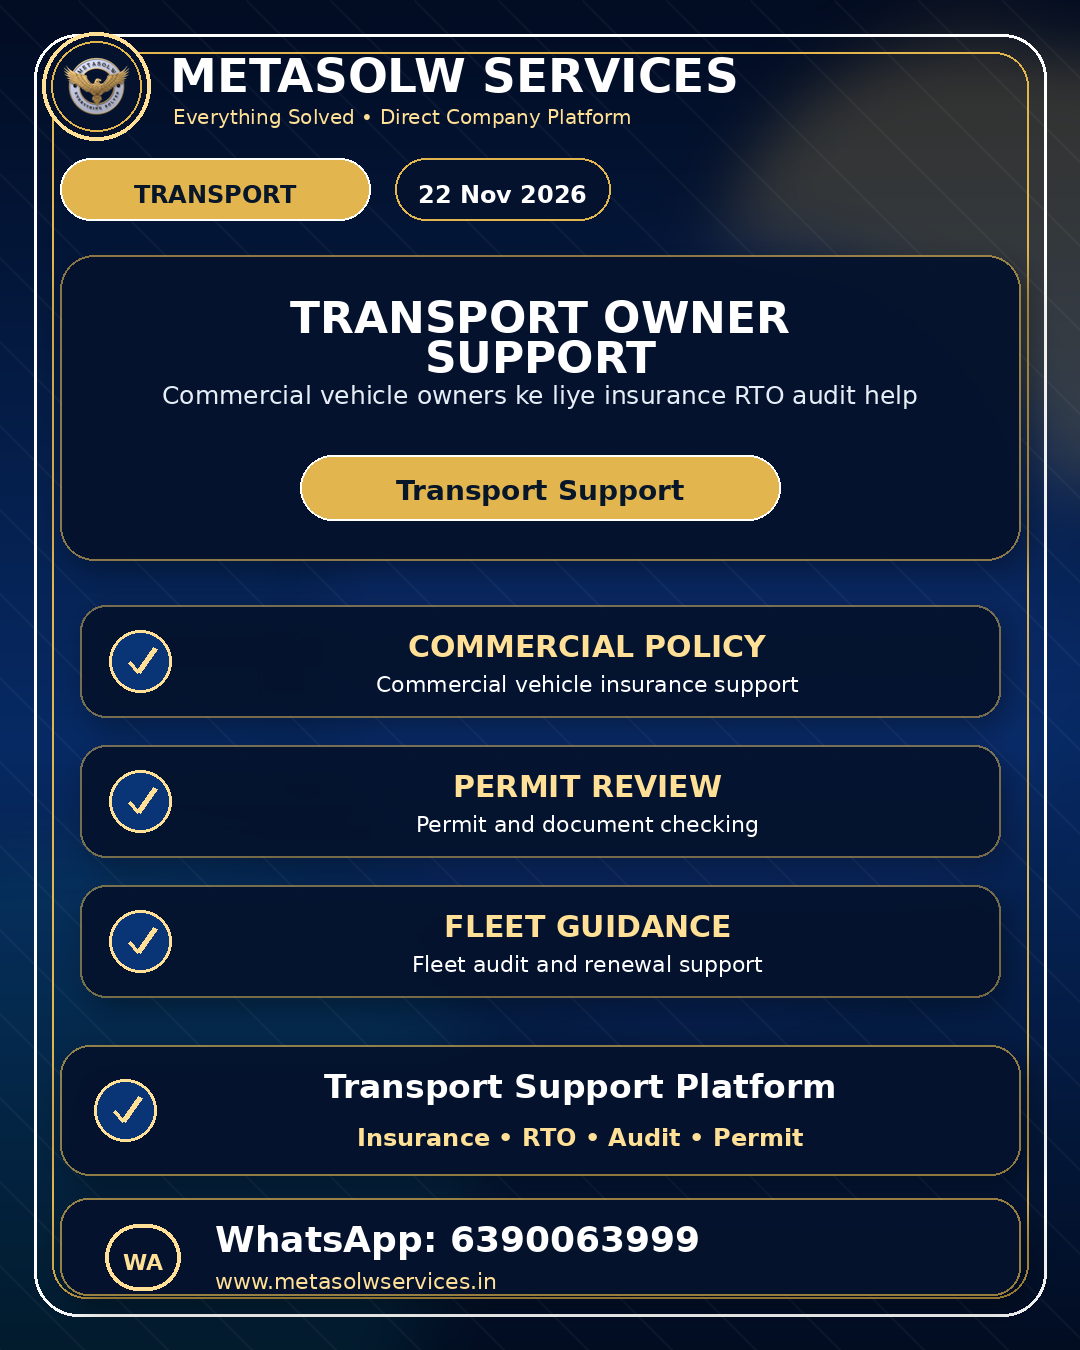 METASOLW SERVICES
Everything Solved • Direct Company Platform
TRANSPORT
22 Nov 2026
TRANSPORT OWNER
SUPPORT
Commercial vehicle owners ke liye insurance RTO audit help
Transport Support
COMMERCIAL POLICY
Commercial vehicle insurance support
PERMIT REVIEW
Permit and document checking
FLEET GUIDANCE
Fleet audit and renewal support
Transport Support Platform
Insurance • RTO • Audit • Permit
WA
WhatsApp: 6390063999
www.metasolwservices.in